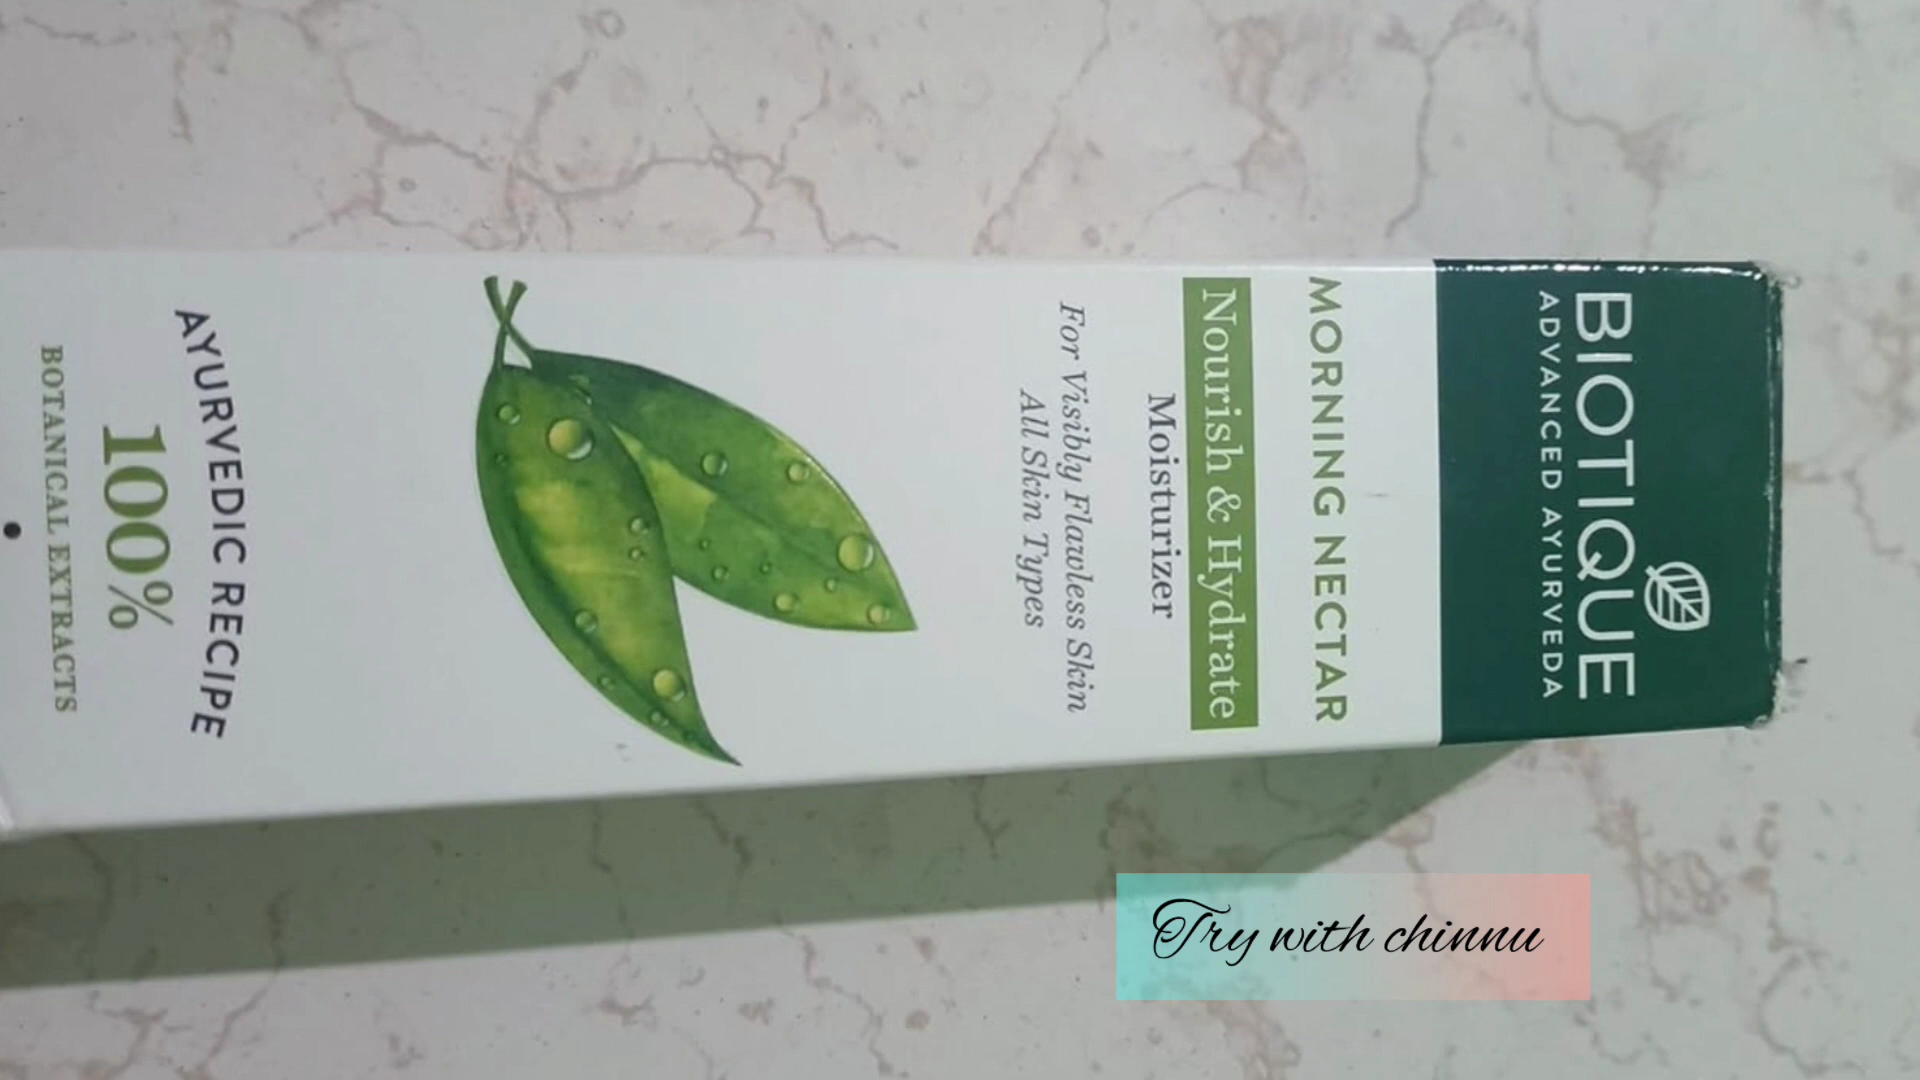 BIOTIQUE
ADVANCED AYURVEDA
MORNING NECTAR
Nourish & Hydrate
Moisturizer
For Visibly Flawless Skin
All Skin Types
AYURVEDIC RECIPE
100%
BOTANICAL EXTRACTS
Try with chinnu